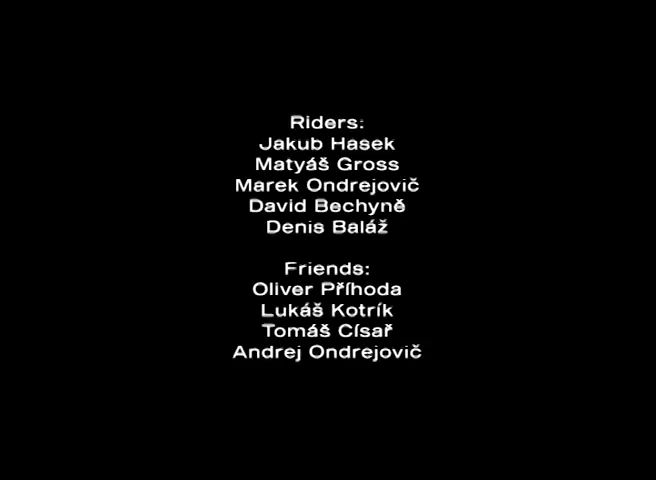 Riders:
Jakub Hasek
Matyáš Gross
Marek Ondrejovič
David Bechyně
Denis Baláž
Friends:
Oliver Příhoda
Lukáš Kotrík
Tomáš Císař
Andrej Ondrejovič